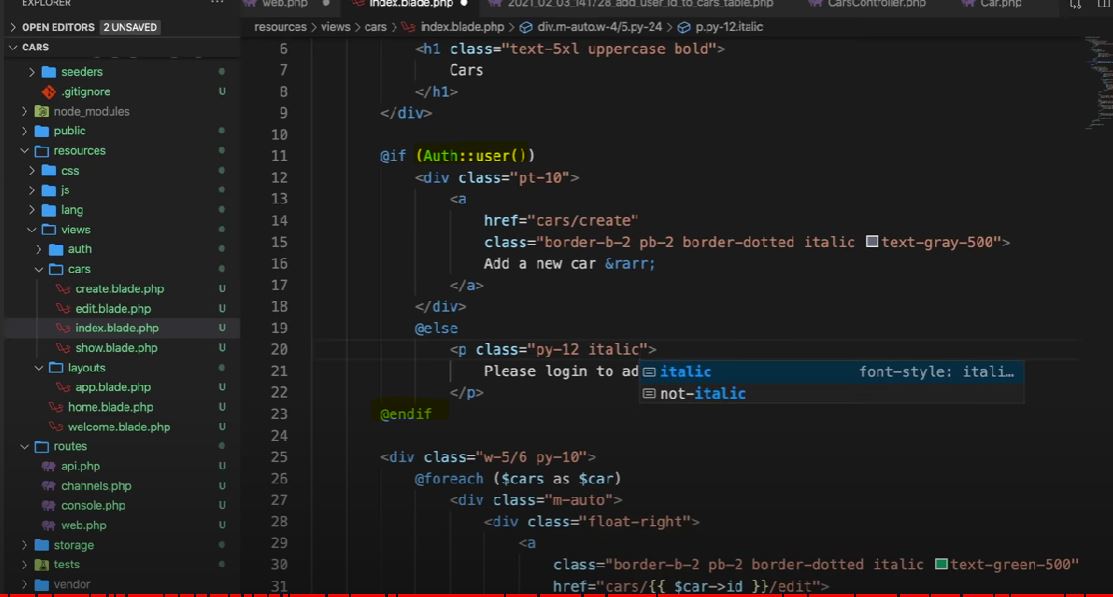 EXPLORER ...
web.php
index.blade.php
2021_02_03_141728_add_user_id_to_cars_table.php
CarsController.php
Car.php
OPEN EDITORS 2 UNSAVED
resources > views > cars > index.blade.php > div.m-auto.w-4/5.py-24 > p.py-12.italic
CARS
seeders
.gitignore U
node_modules
public
resources
css
js
lang
views
auth
cars
create.blade.php U
edit.blade.php U
index.blade.php U
show.blade.php U
layouts
app.blade.php U
home.blade.php U
welcome.blade.php U
routes
api.php U
channels.php U
console.php U
web.php U
storage
tests
vendor
6 <h1 class="text-5xl uppercase bold">
7 Cars
8 </h1>
9 </div>
10
11 @if (Auth::user())
12 <div class="pt-10">
13 <a
14 href="cars/create"
15 class="border-b-2 pb-2 border-dotted italic text-gray-500">
16 Add a new car &rarr;
17 </a>
18 </div>
19 @else
20 <p class="py-12 italic">
21 Please login to ad
italic font-style: itali…
22 </p>
not-italic
23 @endif
24
25 <div class="w-5/6 py-10">
26 @foreach ($cars as $car)
27 <div class="m-auto">
28 <div class="float-right">
29 <a
30 class="border-b-2 pb-2 border-dotted italic text-green-500"
31 href="cars/{{ $car->id }}/edit">